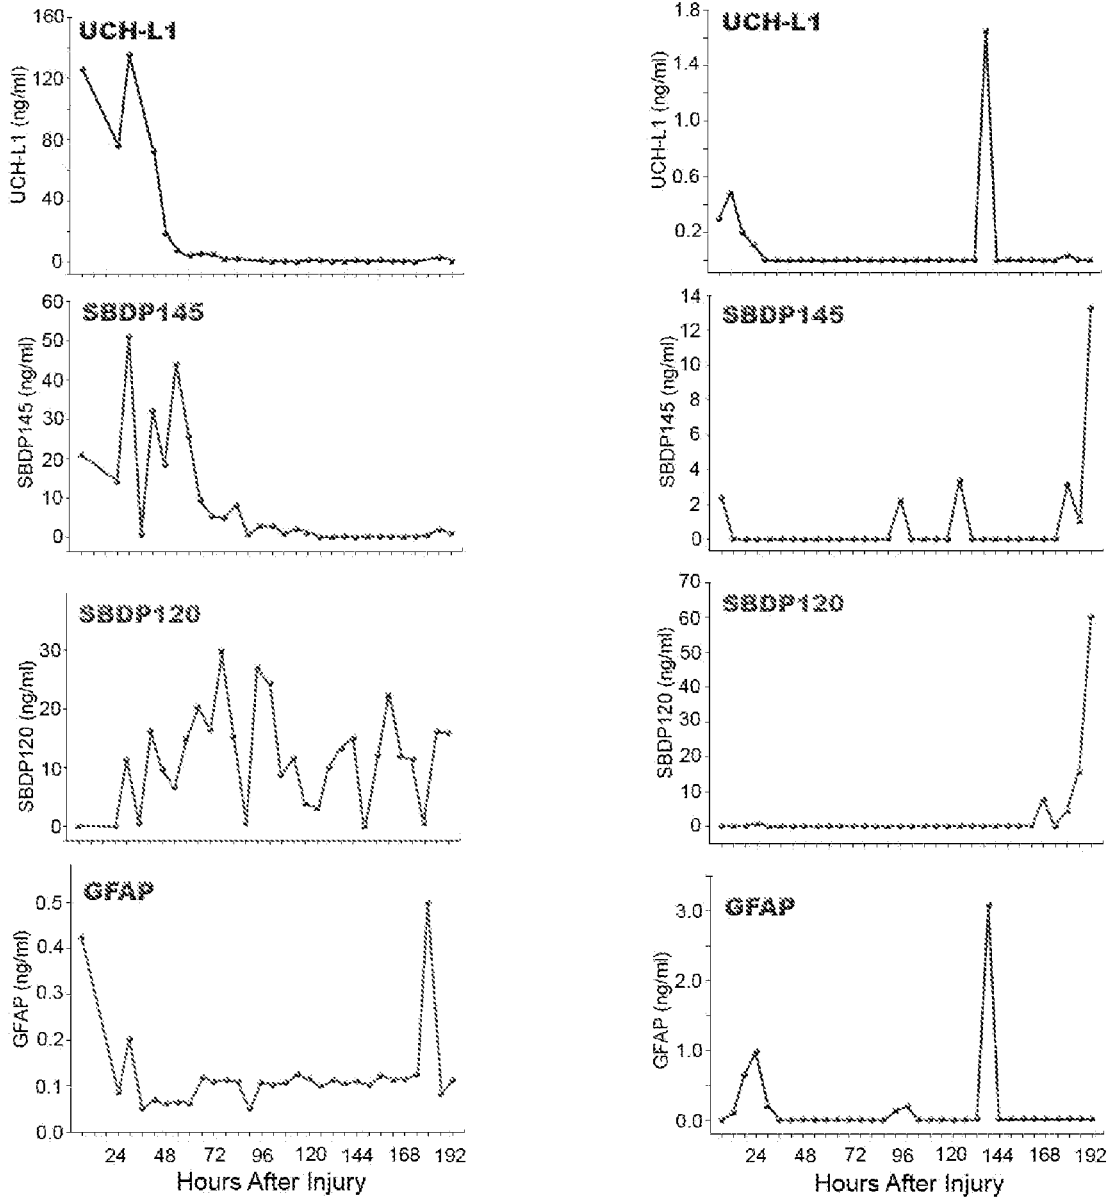 UCH-L1
UCH-L1 (ng/ml)
160
120
80
40
0
SBDP145
SBDP145 (ng/ml)
60
50
40
30
20
10
0
SBDP120
SBDP120 (ng/ml)
30
20
10
0
GFAP
GFAP (ng/ml)
0.5
0.4
0.3
0.2
0.1
0.0
24 48 72 96 120 144 168 192
Hours After Injury
UCH-L1
UCH-L1 (ng/ml)
1.8
1.4
1.0
0.6
0.2
SBDP145
SBDP145 (ng/ml)
14
12
10
8
6
4
2
0
SBDP120
SBDP120 (ng/ml)
70
60
50
40
30
20
10
0
GFAP
GFAP (ng/ml)
3.0
2.0
1.0
0.0
24 48 72 96 120 144 168 192
Hours After Injury